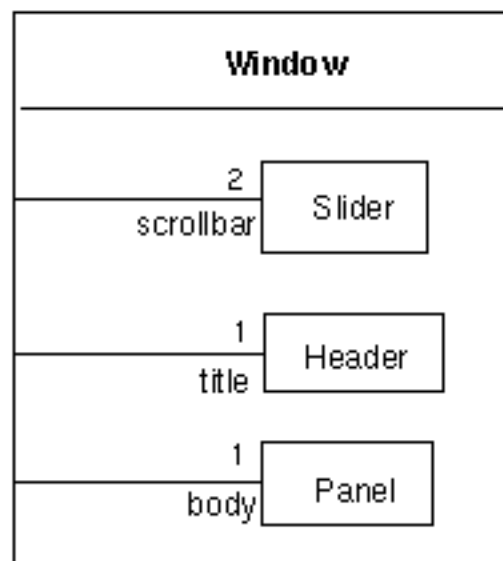 Window
2
scrollbar
Slider
1
title
Header
1
body
Panel